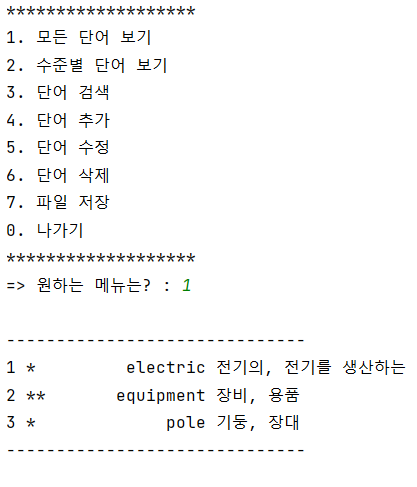 *******************
1. 모든 단어 보기
2. 수준별 단어 보기
3. 단어 검색
4. 단어 추가
5. 단어 수정
6. 단어 삭제
7. 파일 저장
0. 나가기
*******************
=> 원하는 메뉴는? : 1
------------------------------
1 *         electric 전기의, 전기를 생산하는
2 **       equipment 장비, 용품
3 *             pole 기둥, 장대
------------------------------